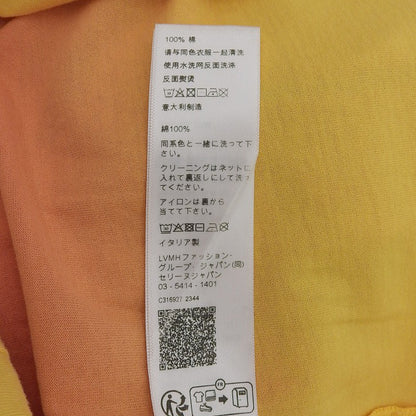 100% 棉
请与同色衣服一起清洗
使用水洗网反面洗涤
反面熨烫
意大利制造
綿100%
同系色と一緒に洗って下
さい。
クリーニングはネットに
入れて裏返しにして洗っ
てください。
アイロンは裏から
当て下さい。
イタリア製
LVMHファッション・
グループ・ジャパン(同)
セリーヌジャパン
03 - 5414 - 1401
C316927 2344
FR